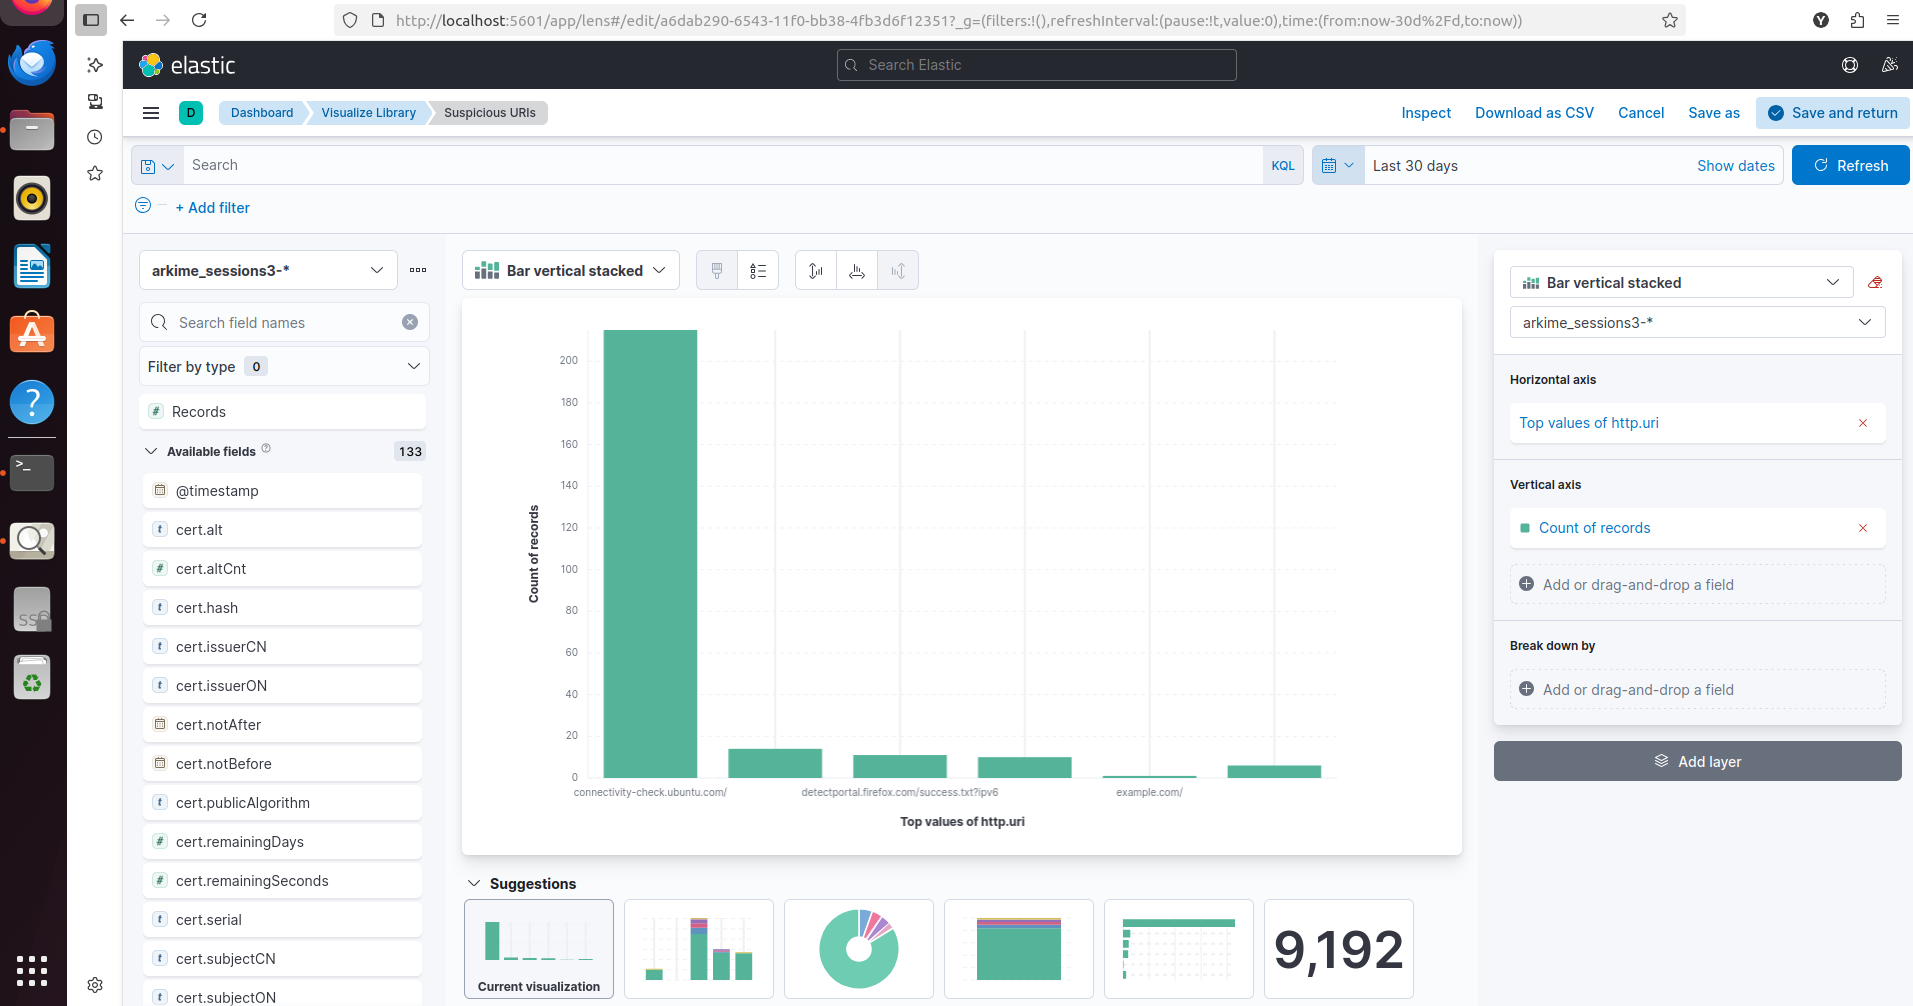 http://localhost:5601/app/lens#/edit/a6dab290-6543-11f0-bb38-4fb3d6f12351?_g=(filters:!(),refreshInterval:(pause:!t,value:0),time:(from:now-30d%2Fd,to:now))
Y
elastic
Search Elastic
D Dashboard Visualize Library Suspicious URIs
Inspect Download as CSV Cancel Save as Save and return
Search KQL
Last 30 days Show dates Refresh
+ Add filter
arkime_sessions3-*
Search field names
Filter by type 0
# Records
Available fields ? 133
@timestamp
t cert.alt
# cert.altCnt
t cert.hash
t cert.issuerCN
t cert.issuerON
cert.notAfter
cert.notBefore
t cert.publicAlgorithm
# cert.remainingDays
# cert.remainingSeconds
t cert.serial
t cert.subjectCN
t cert.subjectON
Bar vertical stacked
200
180
160
140
120
100
80
60
40
20
0
Count of records
connectivity-check.ubuntu.com/ detectportal.firefox.com/success.txt?ipv6 example.com/
Top values of http.uri
Suggestions
Current visualization
9,192
Bar vertical stacked
arkime_sessions3-*
Horizontal axis
Top values of http.uri
Vertical axis
Count of records
Add or drag-and-drop a field
Break down by
Add or drag-and-drop a field
Add layer
A
?
>_
SSD